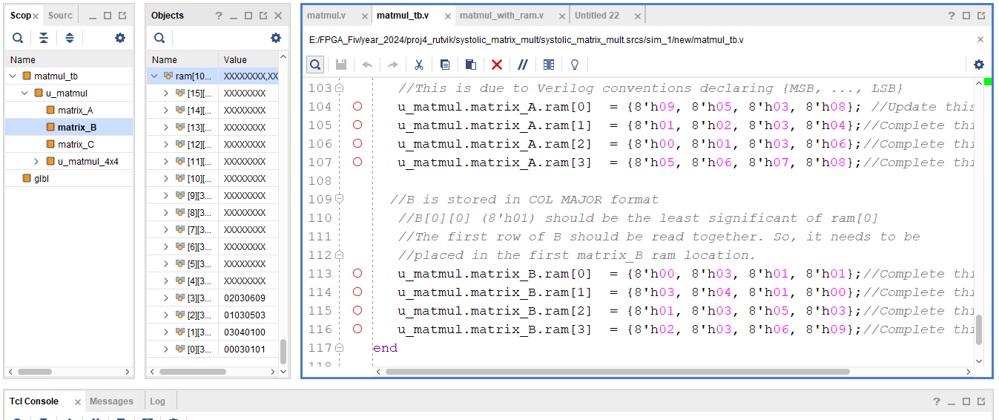 Scop Sourc
Name
matmul_tb
u_matmul
matrix_A
matrix_B
matrix_C
u_matmul_4x4
glbl
Objects
Name Value
ram[10... XXXXXXXX,XX
[15][... XXXXXXXX
[14][... XXXXXXXX
[13][... XXXXXXXX
[12][... XXXXXXXX
[11][... XXXXXXXX
[10][... XXXXXXXX
[9][3... XXXXXXXX
[8][3... XXXXXXXX
[7][3... XXXXXXXX
[6][3... XXXXXXXX
[5][3... XXXXXXXX
[4][3... XXXXXXXX
[3][3... 02030609
[2][3... 01030503
[1][3... 03040100
[0][3... 00030101
matmul.v matmul_tb.v matmul_with_ram.v Untitled 22
E:/FPGA_Fiv/year_2024/proj4_rutvik/systolic_matrix_mult/systolic_matrix_mult.srcs/sim_1/new/matmul_tb.v
103 //This is due to Verilog conventions declaring {MSB, ..., LSB}
104 u_matmul.matrix_A.ram[0] = {8'h09, 8'h05, 8'h03, 8'h08}; //Update this
105 u_matmul.matrix_A.ram[1] = {8'h01, 8'h02, 8'h03, 8'h04};//Complete thi
106 u_matmul.matrix_A.ram[2] = {8'h00, 8'h01, 8'h03, 8'h06};//Complete thi
107 u_matmul.matrix_A.ram[3] = {8'h05, 8'h06, 8'h07, 8'h08};//Complete thi
108
109 //B is stored in COL MAJOR format
110 //B[0][0] (8'h01) should be the least significant of ram[0]
111 //The first row of B should be read together. So, it needs to be
112 //placed in the first matrix_B ram location.
113 u_matmul.matrix_B.ram[0] = {8'h00, 8'h03, 8'h01, 8'h01};//Complete thi
114 u_matmul.matrix_B.ram[1] = {8'h03, 8'h04, 8'h01, 8'h00};//Complete thi
115 u_matmul.matrix_B.ram[2] = {8'h01, 8'h03, 8'h05, 8'h03};//Complete thi
116 u_matmul.matrix_B.ram[3] = {8'h02, 8'h03, 8'h06, 8'h09};//Complete thi
117 end
118
Tcl Console Messages Log